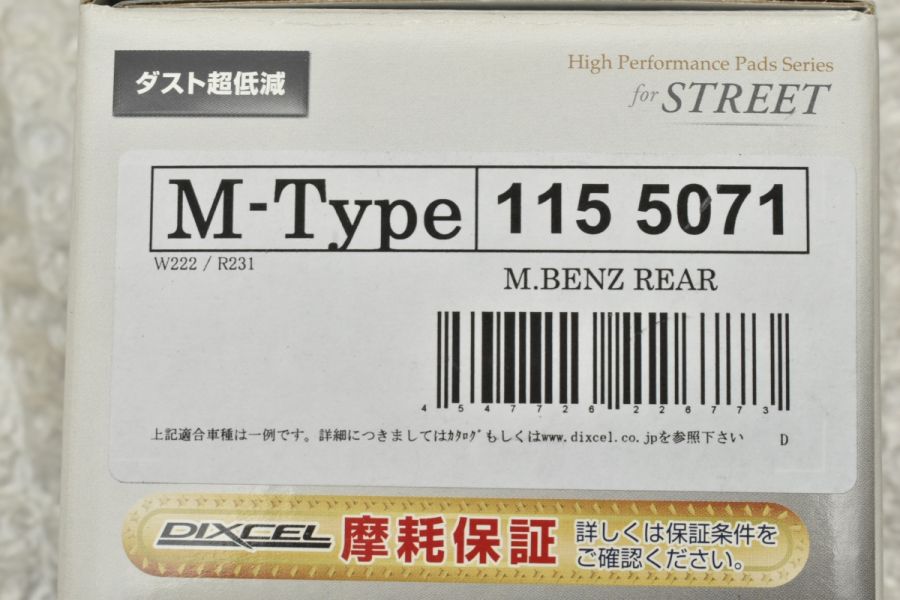 ダスト超低減
High Performance Pads Series
for STREET
M-Type 115 5071
W222 / R231
M.BENZ REAR
4547726226773
上記適合車種は一例です。詳細につきましてはｶﾀﾛｸﾞもしくはwww.dixcel.co.jpを参照下さい D
DIXCEL 摩耗保証 詳しくは保証条件を
ご確認ください。